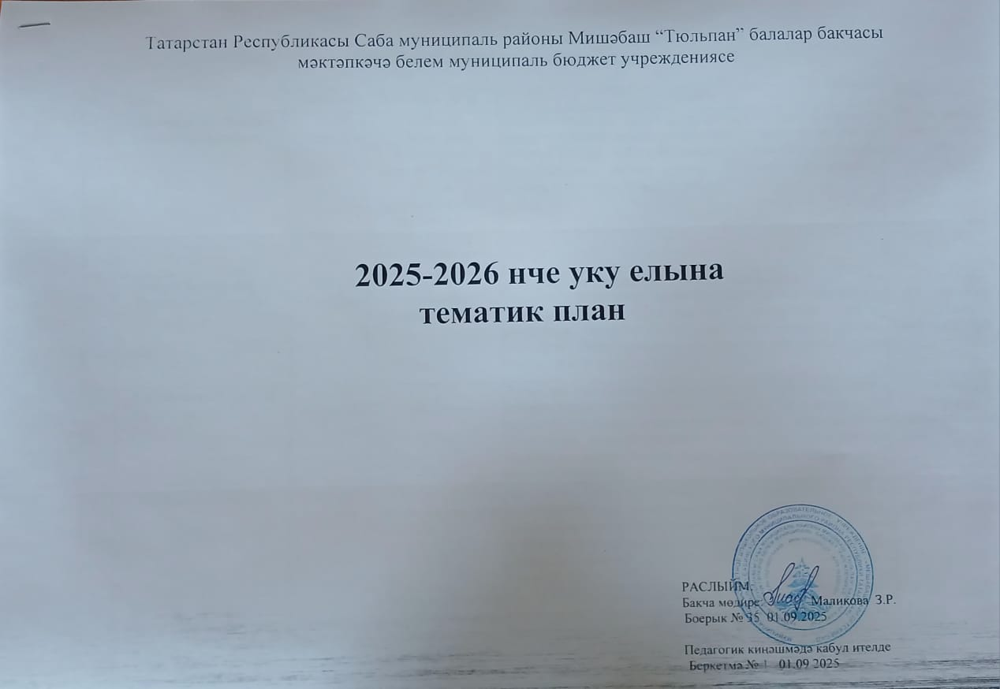 Татарстан Республикасы Саба муниципаль районы Мишәбаш “Тюльпан” балалар бакчасы
мәктәпкәчә белем муниципаль бюджет учреждениясе
2025-2026 нче уку елына
тематик план
РАСЛЫЙМ
Бакча мөдире: Маликова З.Р.
Боерык № 35 01.09.2025
Педагогик киңәшмәдә кабул ителде
Беркетмә № 1 01.09 2025